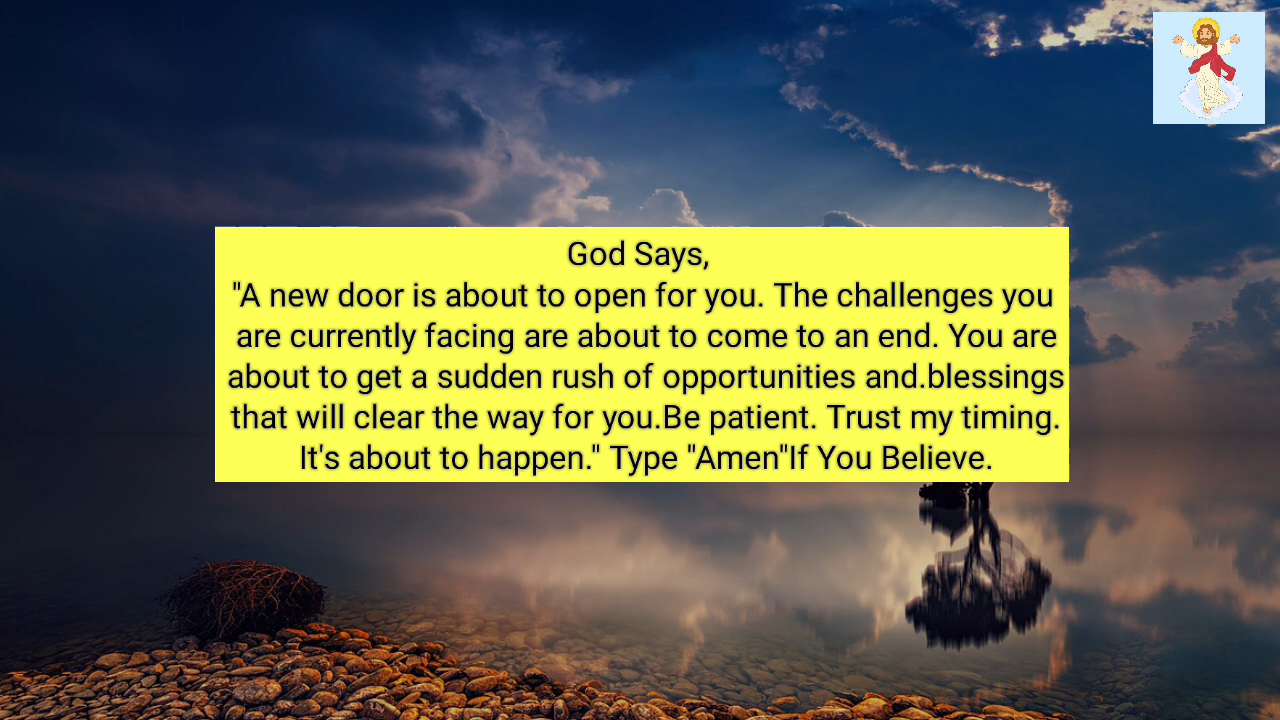 God Says,
"A new door is about to open for you. The challenges you
are currently facing are about to come to an end. You are
about to get a sudden rush of opportunities and.blessings
that will clear the way for you.Be patient. Trust my timing.
It's about to happen." Type "Amen"If You Believe.